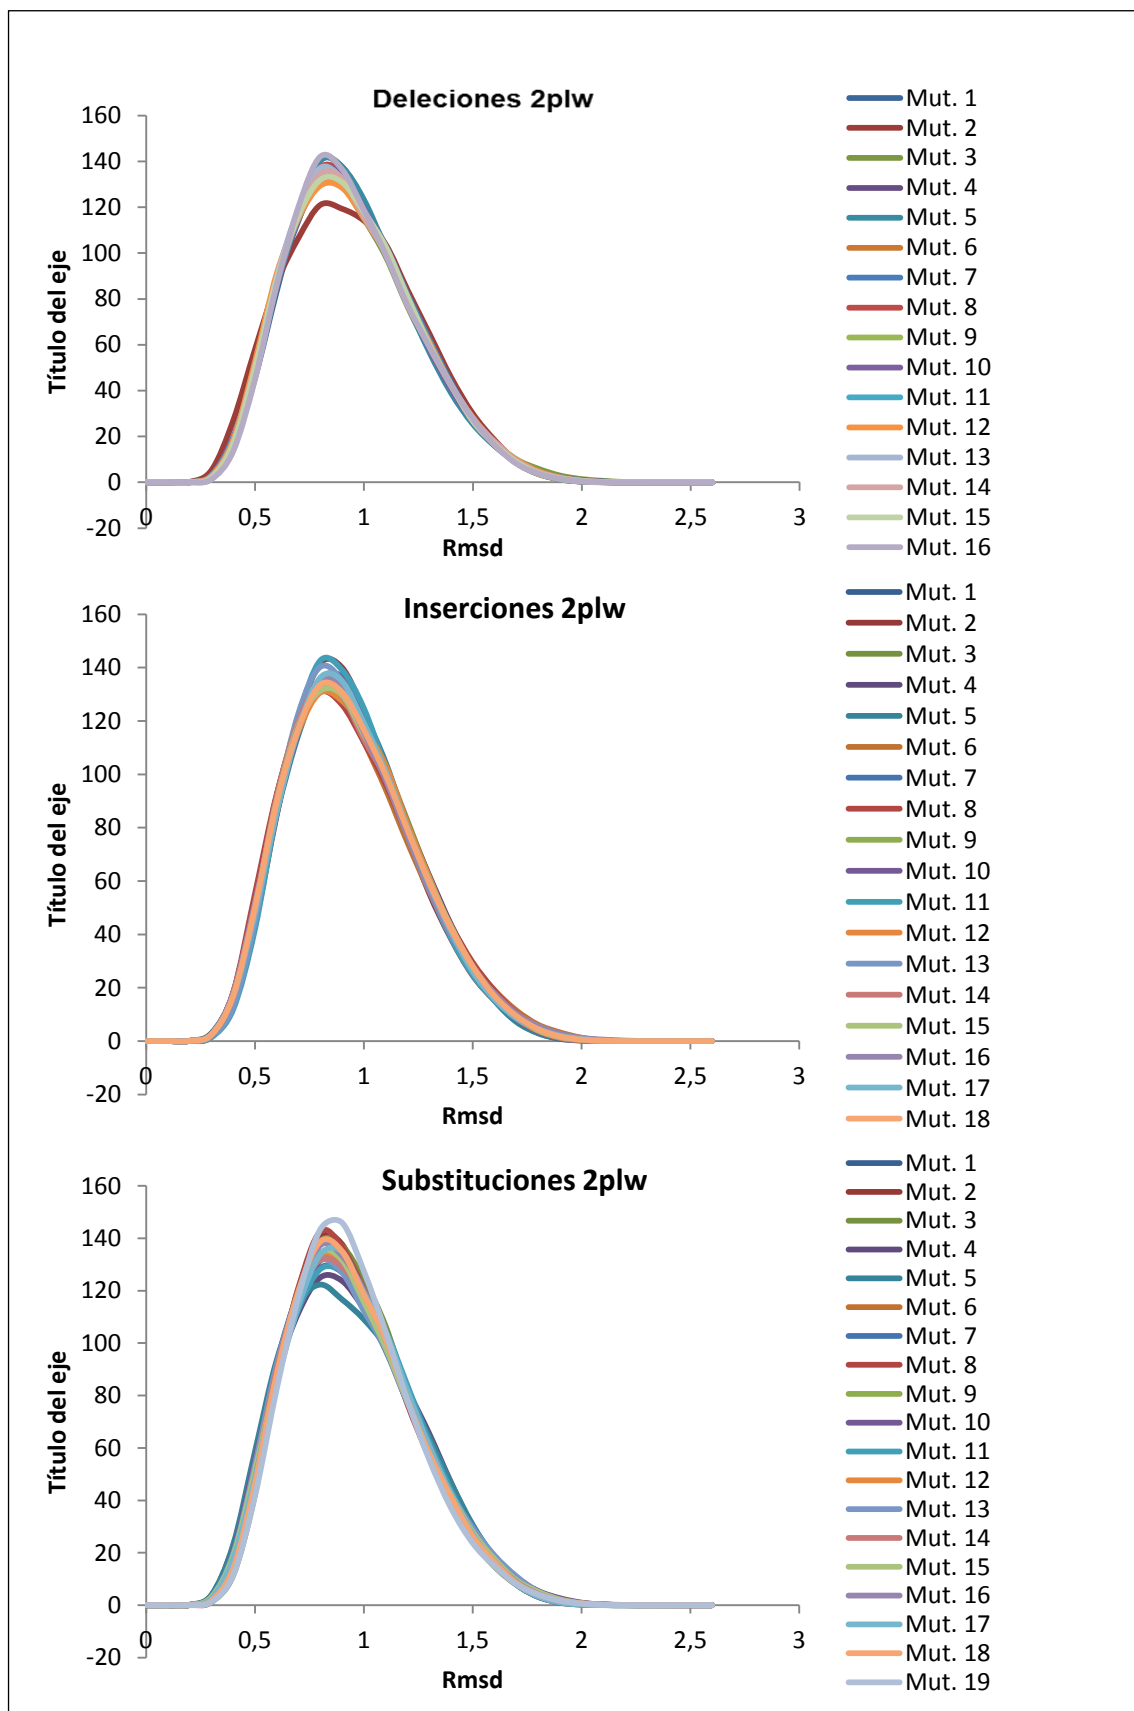 Deleciones 2plw
160
140
120
100
80
60
40
20
0
-20
Título del eje
0 0,5 1 1,5 2 2,5 3
Rmsd
Mut. 1
Mut. 2
Mut. 3
Mut. 4
Mut. 5
Mut. 6
Mut. 7
Mut. 8
Mut. 9
Mut. 10
Mut. 11
Mut. 12
Mut. 13
Mut. 14
Mut. 15
Mut. 16
Inserciones 2plw
160
140
120
100
80
60
40
20
0
-20
Título del eje
0 0,5 1 1,5 2 2,5 3
Rmsd
Mut. 1
Mut. 2
Mut. 3
Mut. 4
Mut. 5
Mut. 6
Mut. 7
Mut. 8
Mut. 9
Mut. 10
Mut. 11
Mut. 12
Mut. 13
Mut. 14
Mut. 15
Mut. 16
Mut. 17
Mut. 18
Substituciones 2plw
160
140
120
100
80
60
40
20
0
-20
Título del eje
0 0,5 1 1,5 2 2,5 3
Rmsd
Mut. 1
Mut. 2
Mut. 3
Mut. 4
Mut. 5
Mut. 6
Mut. 7
Mut. 8
Mut. 9
Mut. 10
Mut. 11
Mut. 12
Mut. 13
Mut. 14
Mut. 15
Mut. 16
Mut. 17
Mut. 18
Mut. 19